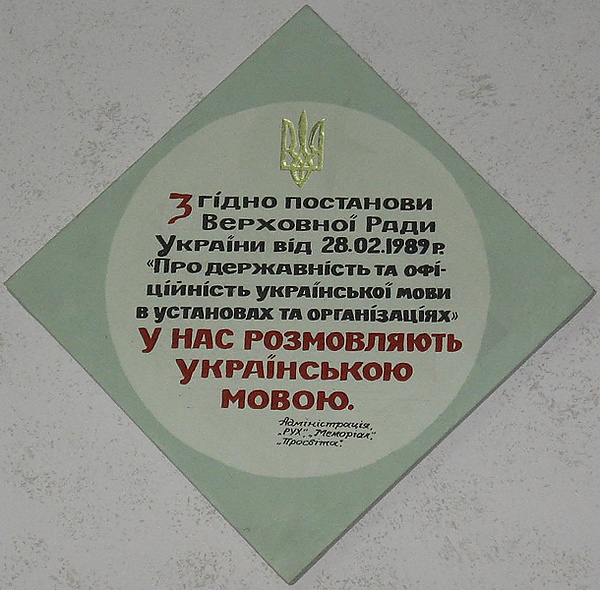 Згідно постанови
Верховної Ради
України від 28.02.1989 р.
«Про державність та офі-
ційність української мови
в установах та організаціях»
У НАС РОЗМОВЛЯЮТЬ
УКРАЇНСЬКОЮ
МОВОЮ.
Адміністрація,
„РУХ”, „Меморіал”,
„Просвіта”.